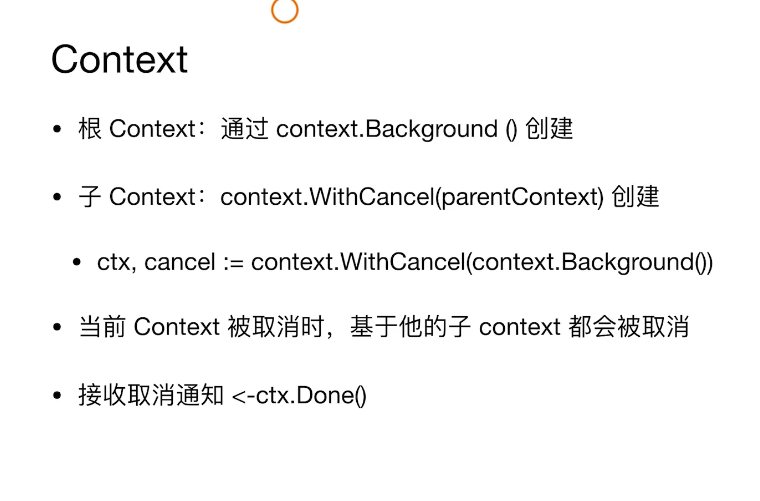 Context
• 根 Context：通过 context.Background () 创建
• 子 Context：context.WithCancel(parentContext) 创建
• ctx, cancel := context.WithCancel(context.Background())
• 当前 Context 被取消时，基于他的子 context 都会被取消
• 接收取消通知 <-ctx.Done()